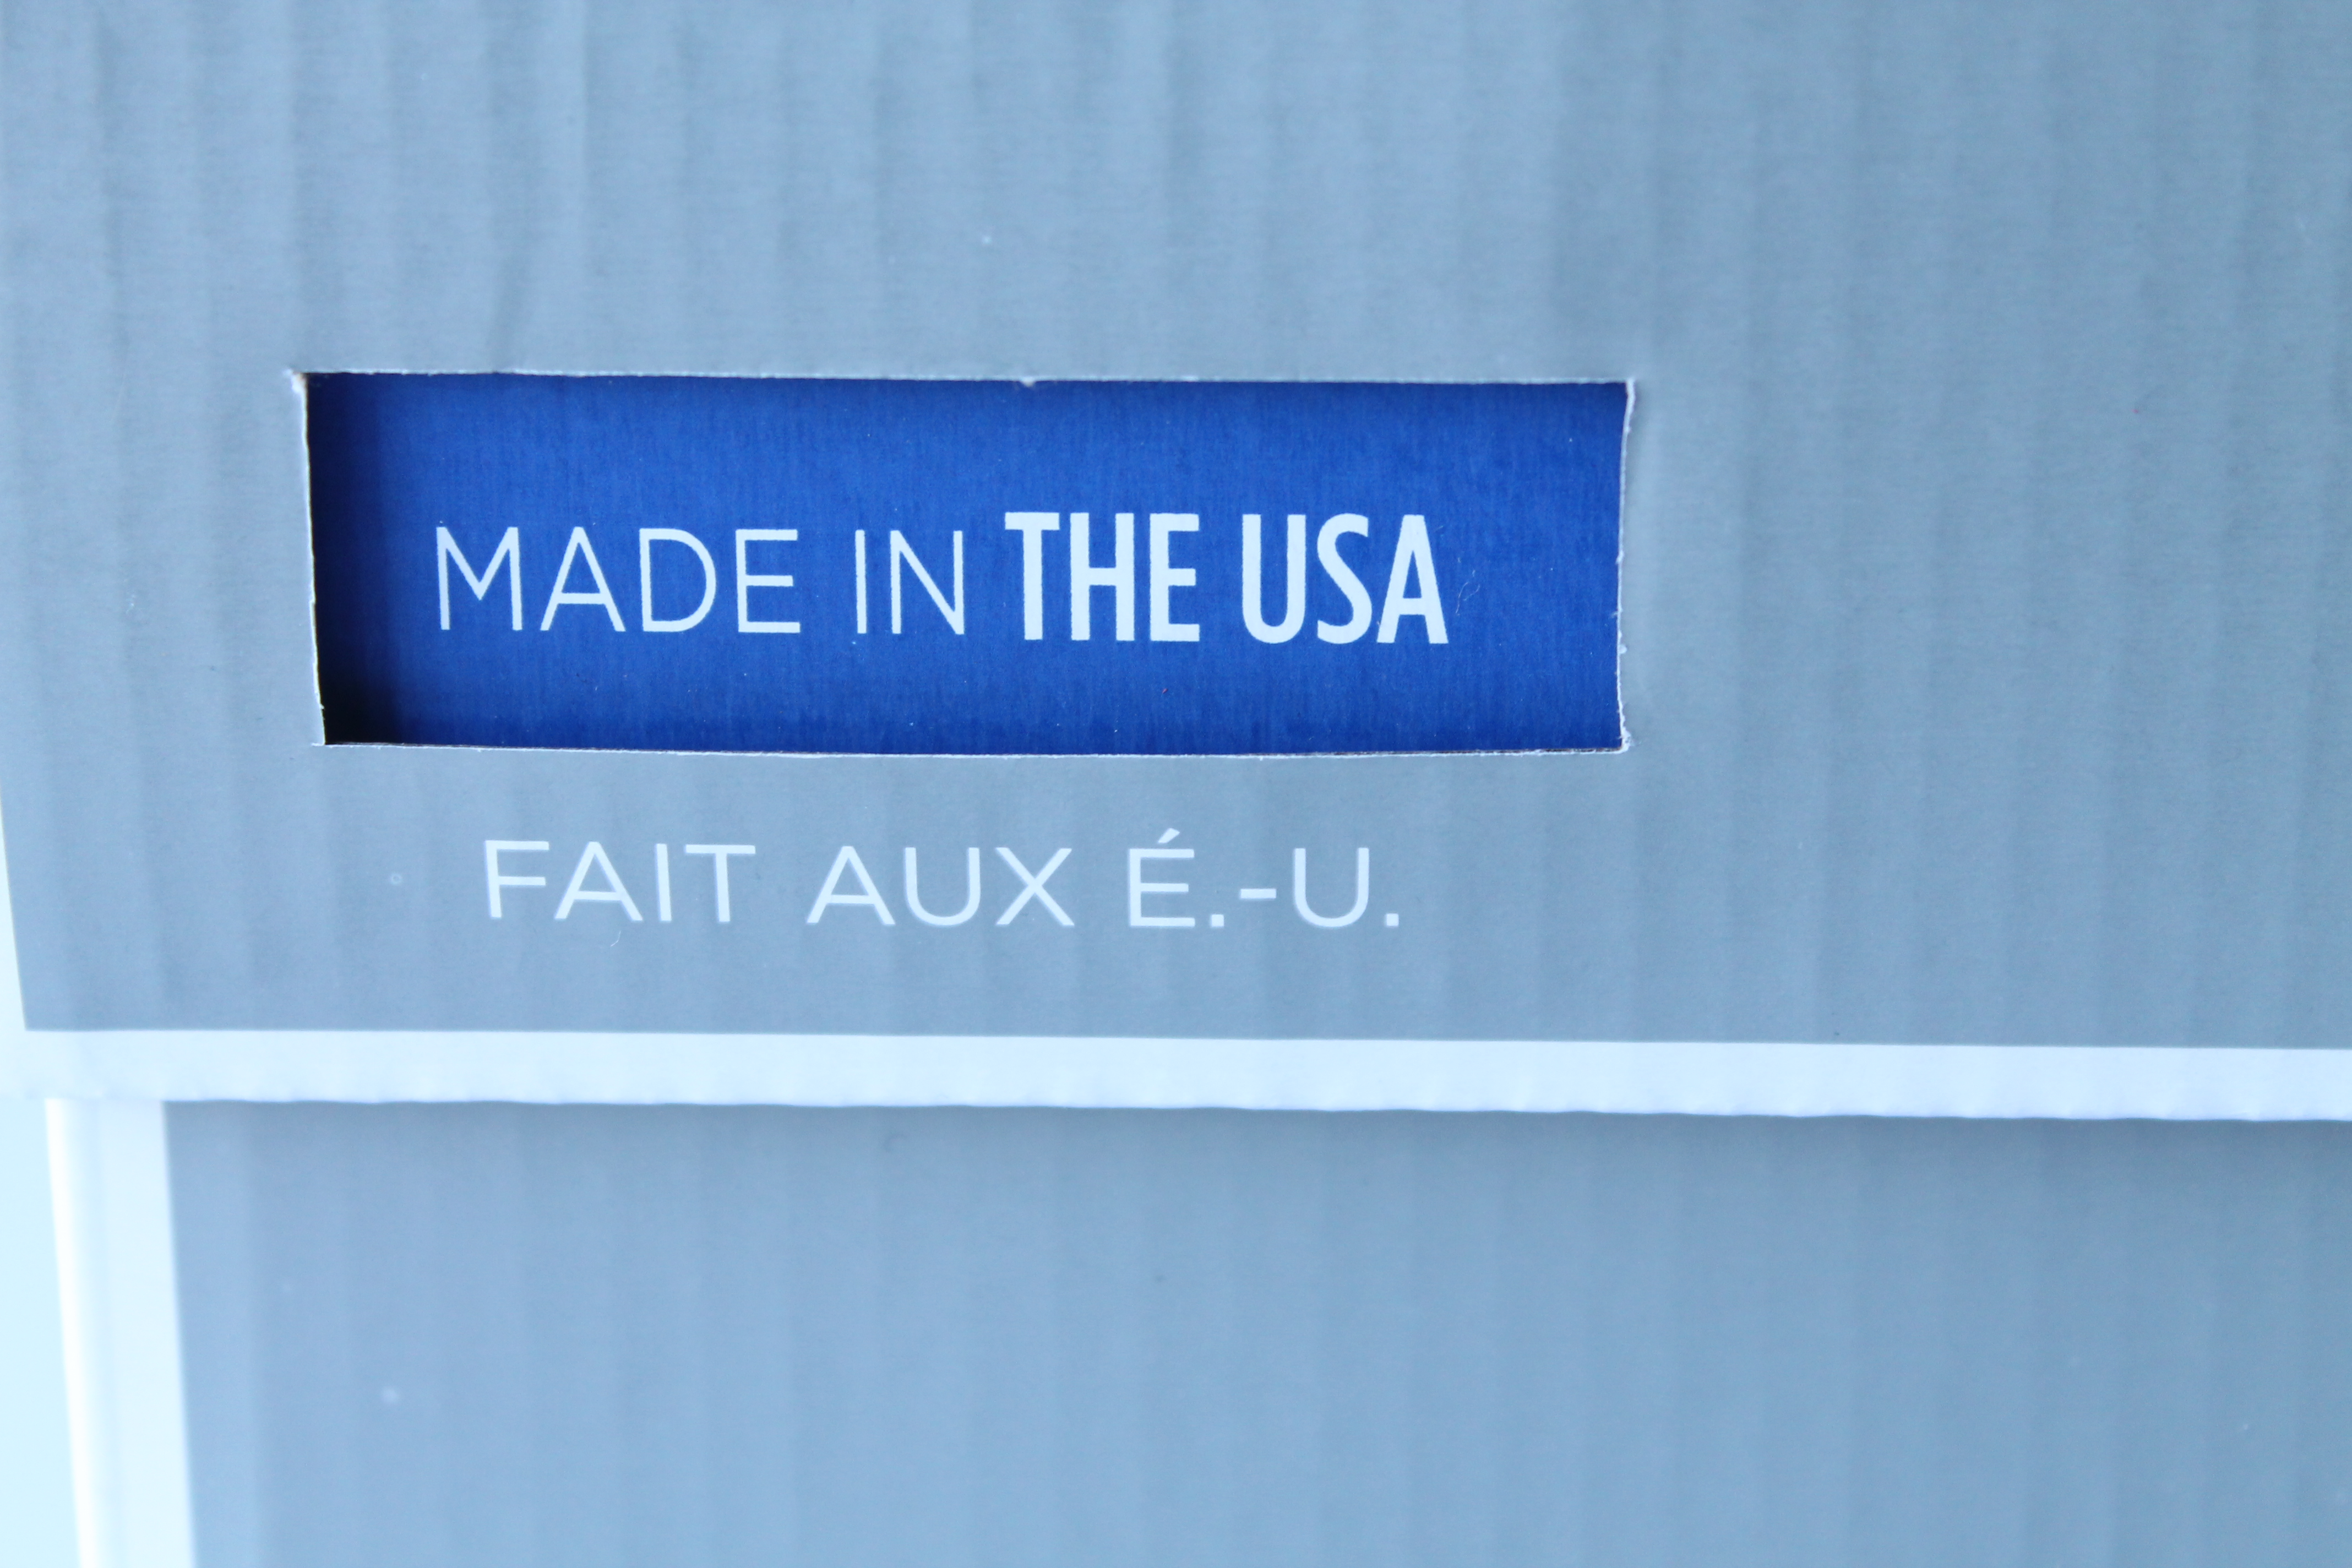 MADE IN THE USA
FAIT AUX É.-U.